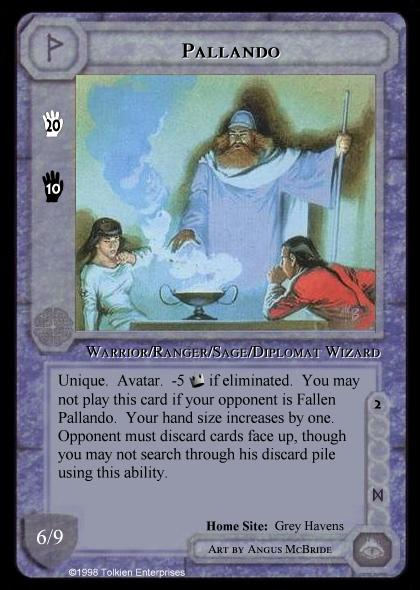 ᚹ
PALLANDO
20
10
WARRIOR/RANGER/SAGE/DIPLOMAT WIZARD
Unique. Avatar. -5 if eliminated. You may
not play this card if your opponent is Fallen
Pallando. Your hand size increases by one.
Opponent must discard cards face up, though
you may not search through his discard pile
using this ability.
2
ᛞ
Home Site: Grey Havens
6/9
ART BY ANGUS MCBRIDE
©1998 Tolkien Enterprises